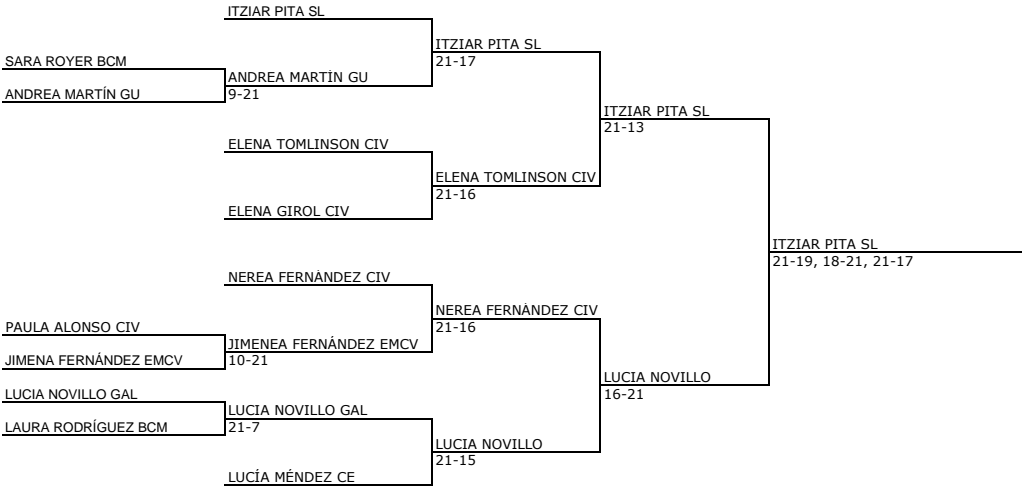 ITZIAR PITA SL
ITZIAR PITA SL
21-17
SARA ROYER BCM
ANDREA MARTÍN GU
9-21
ANDREA MARTÍN GU
ITZIAR PITA SL
21-13
ELENA TOMLINSON CIV
ELENA TOMLINSON CIV
21-16
ELENA GIROL CIV
ITZIAR PITA SL
21-19, 18-21, 21-17
NEREA FERNÁNDEZ CIV
NEREA FERNÁNDEZ CIV
21-16
PAULA ALONSO CIV
JIMENEA FERNÁNDEZ EMCV
10-21
JIMENA FERNÁNDEZ EMCV
LUCIA NOVILLO
16-21
LUCIA NOVILLO GAL
LUCIA NOVILLO GAL
21-7
LAURA RODRÍGUEZ BCM
LUCIA NOVILLO
21-15
LUCÍA MÉNDEZ CE